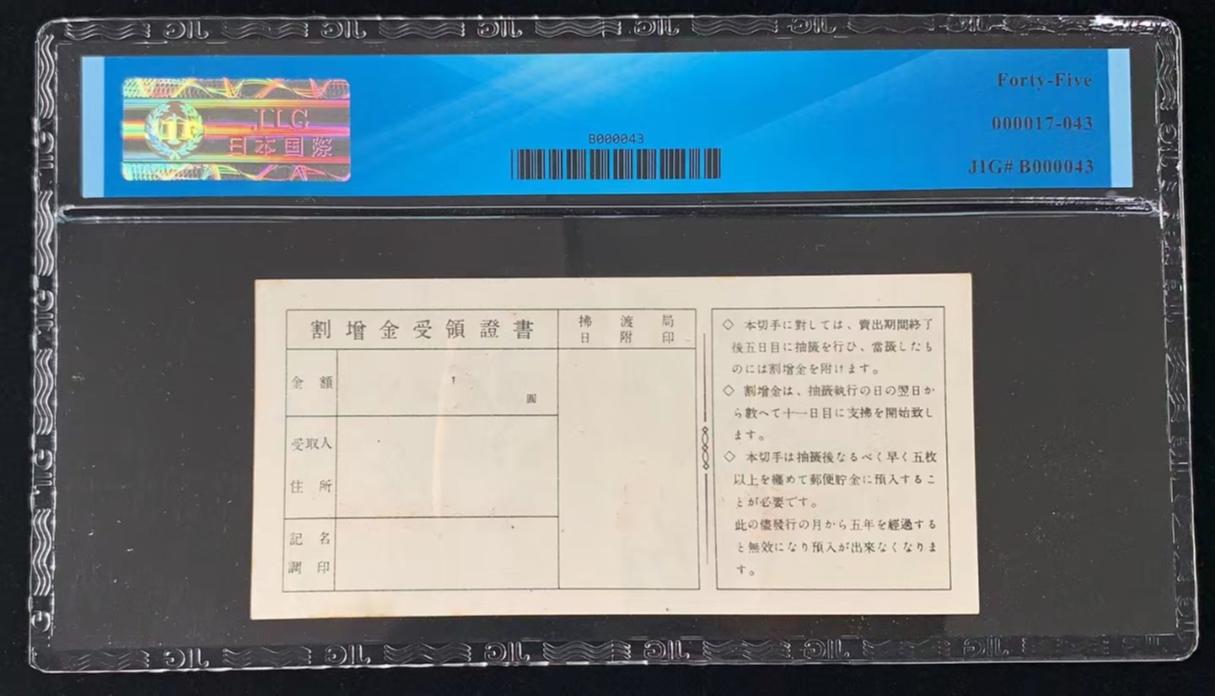 JIG
日本国際
B000043
Forty-Five
000017-043
JIG# B000043
割増金受領證書
拂渡局
日附印
金額
圓
受取人
住所
記名
調印
◇ 本切手に對しては、賣出期間終了
後五日目に抽籤を行ひ、當籤したも
のには割增金を附けます。
◇ 割增金は、抽籤執行の日の翌日か
ら數へて十一日目に支拂を開始致し
ます。
◇ 本切手は抽籤後なるべく早く五枚
以上を纒めて郵便貯金に預入するこ
とが必要です。
此の儘發行の月から五年を經過する
と無效になり預入が出來なくなりま
す。